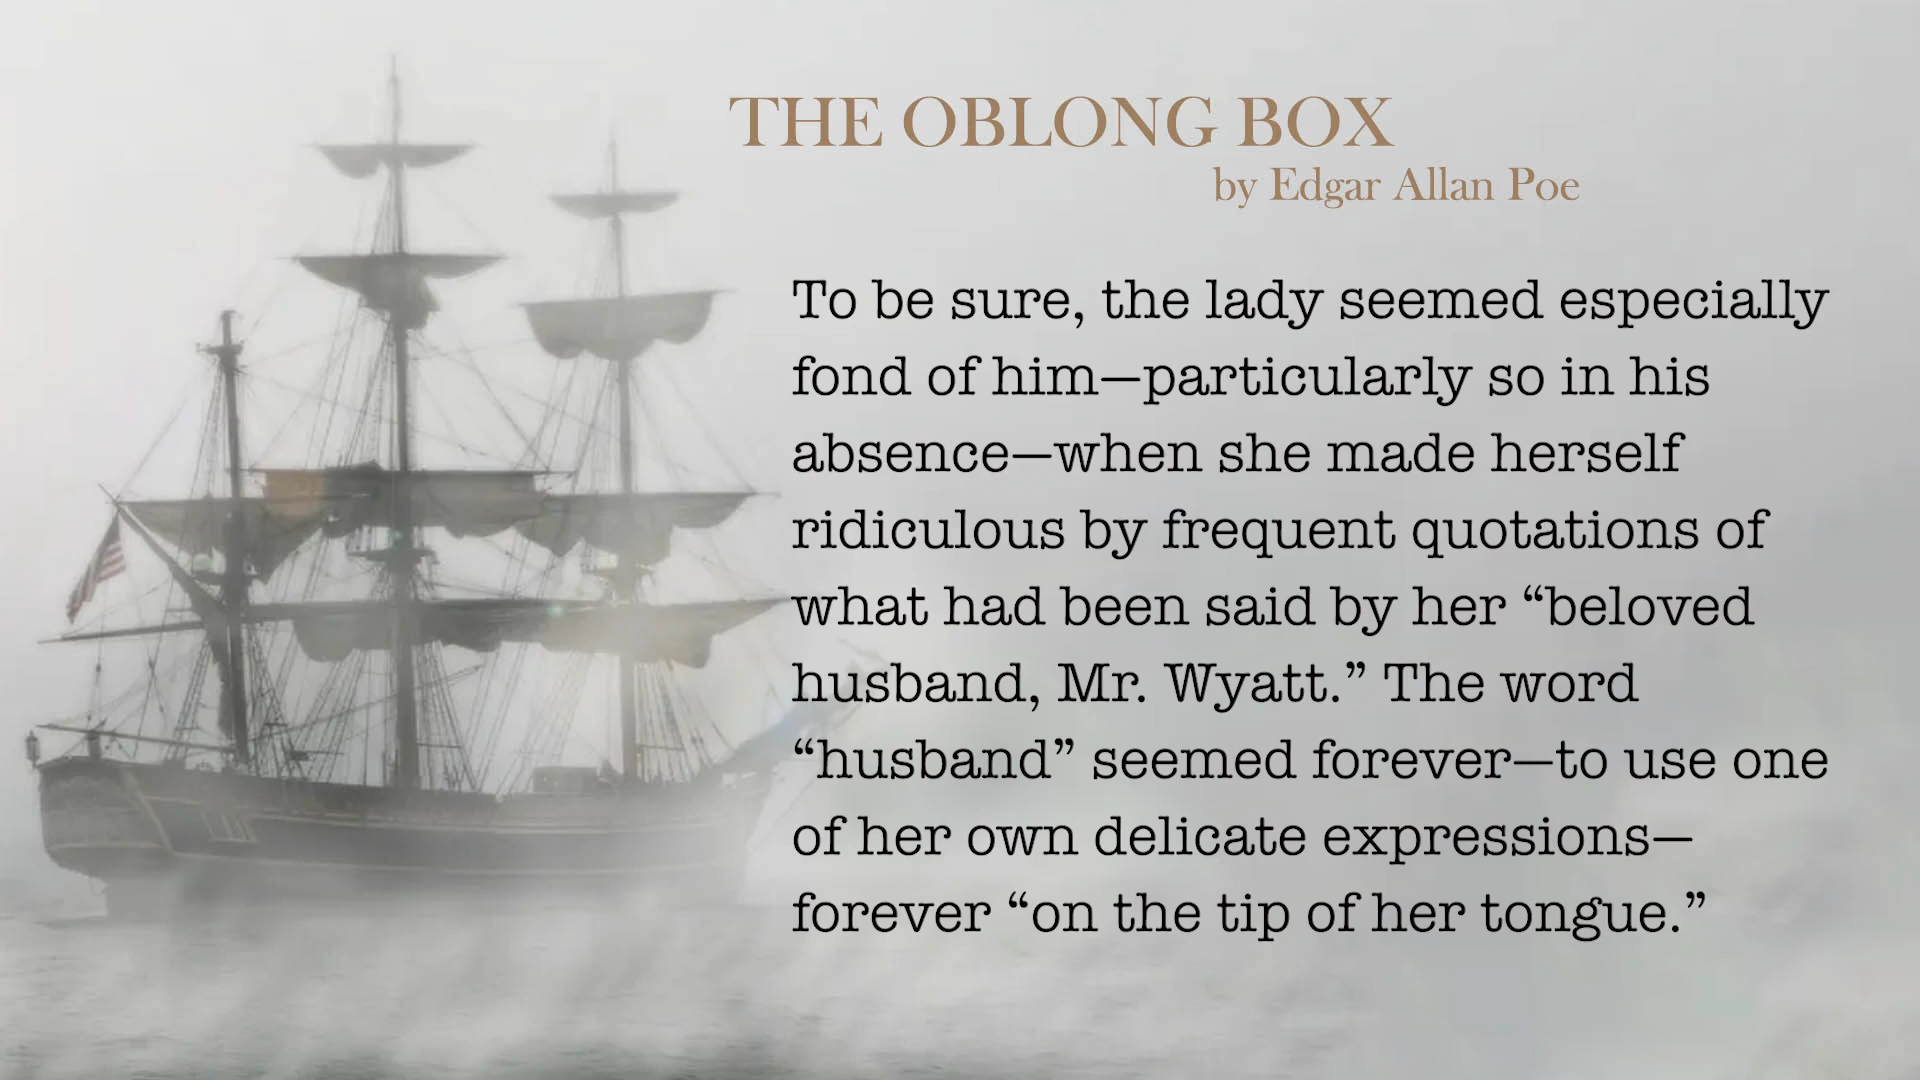 THE OBLONG BOX
by Edgar Allan Poe
To be sure, the lady seemed especially
fond of him—particularly so in his
absence—when she made herself
ridiculous by frequent quotations of
what had been said by her “beloved
husband, Mr. Wyatt.” The word
“husband” seemed forever—to use one
of her own delicate expressions—
forever “on the tip of her tongue.”